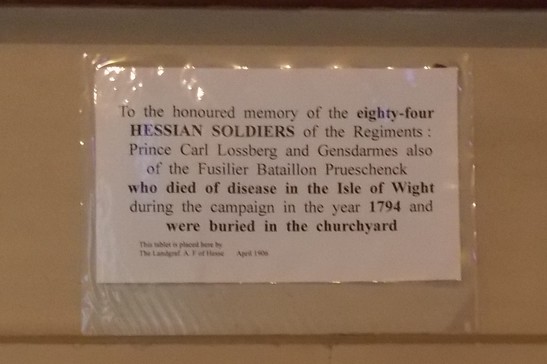 To the honoured memory of the eighty-four
HESSIAN SOLDIERS of the Regiments :
Prince Carl Lossberg and Gensdarmes also
of the Fusilier Bataillon Prueschenck
who died of disease in the Isle of Wight
during the campaign in the year 1794 and
were buried in the churchyard
This tablet is placed here by
The Landgraf. A. F of Hesse April 1906